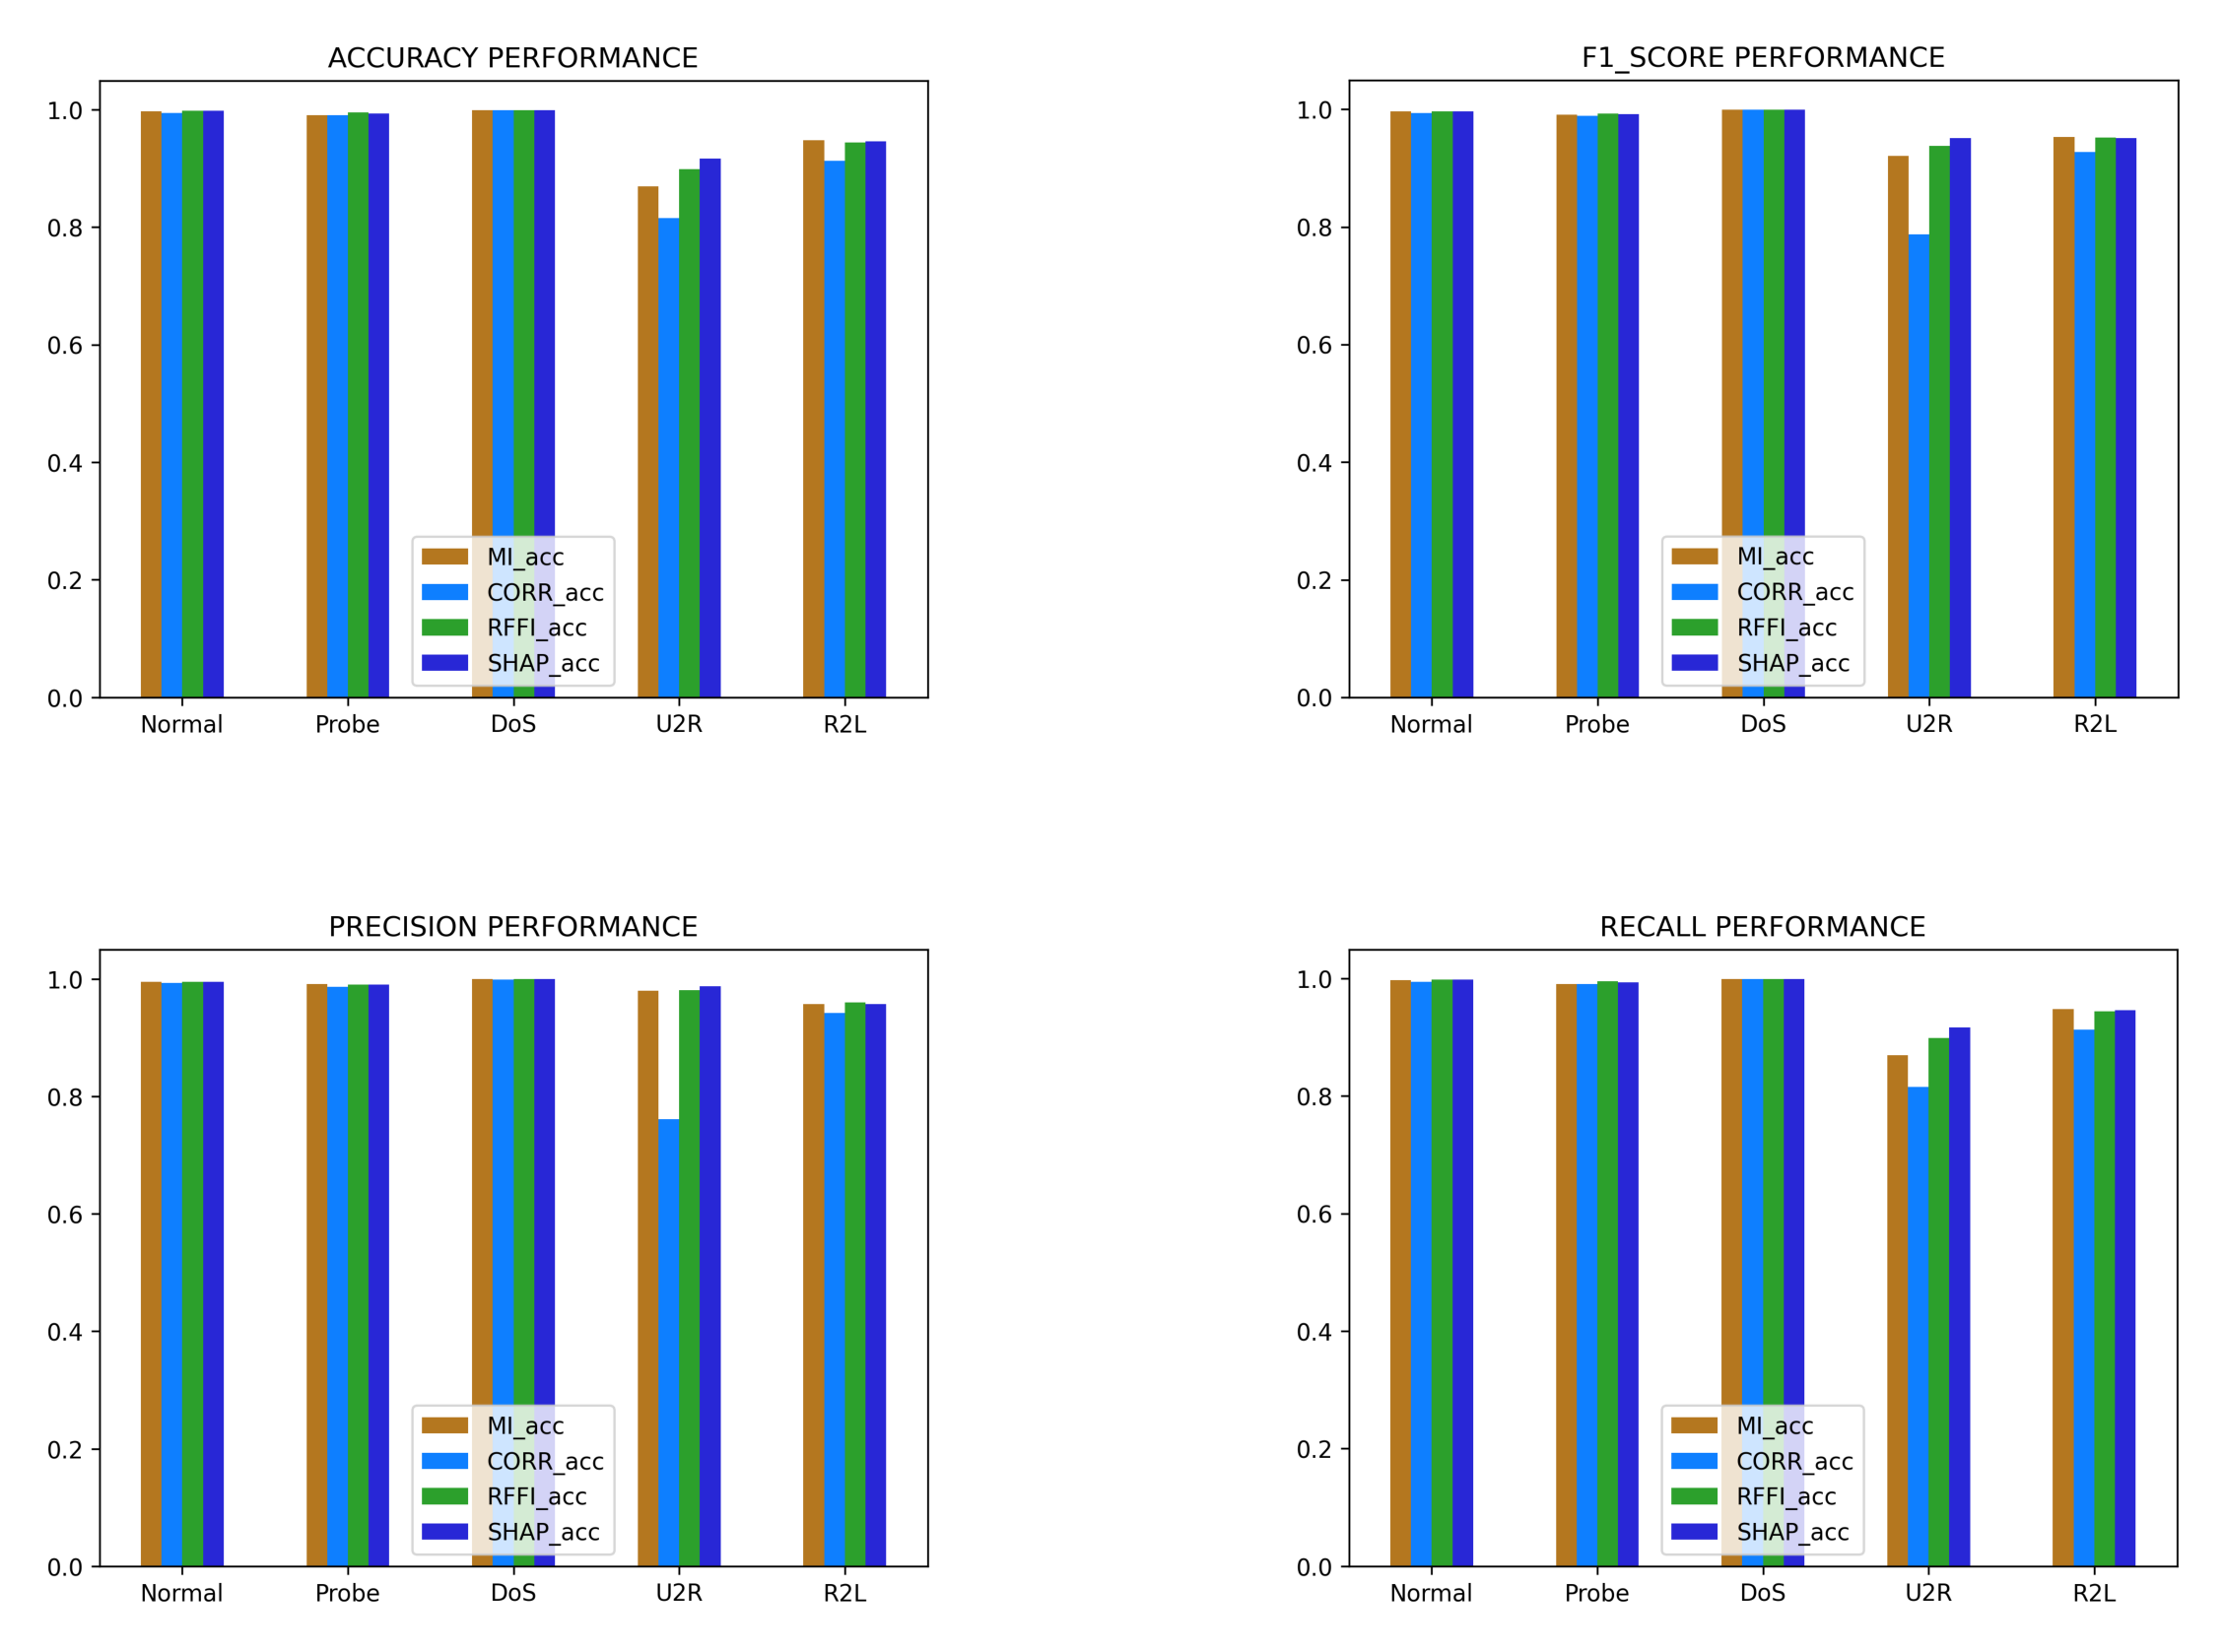 ACCURACY PERFORMANCE
1.0
0.8
0.6
0.4
0.2
0.0
MI_acc
CORR_acc
RFFI_acc
SHAP_acc
Normal Probe DoS U2R R2L
F1_SCORE PERFORMANCE
1.0
0.8
0.6
0.4
0.2
0.0
MI_acc
CORR_acc
RFFI_acc
SHAP_acc
Normal Probe DoS U2R R2L
PRECISION PERFORMANCE
1.0
0.8
0.6
0.4
0.2
0.0
MI_acc
CORR_acc
RFFI_acc
SHAP_acc
Normal Probe DoS U2R R2L
RECALL PERFORMANCE
1.0
0.8
0.6
0.4
0.2
0.0
MI_acc
CORR_acc
RFFI_acc
SHAP_acc
Normal Probe DoS U2R R2L